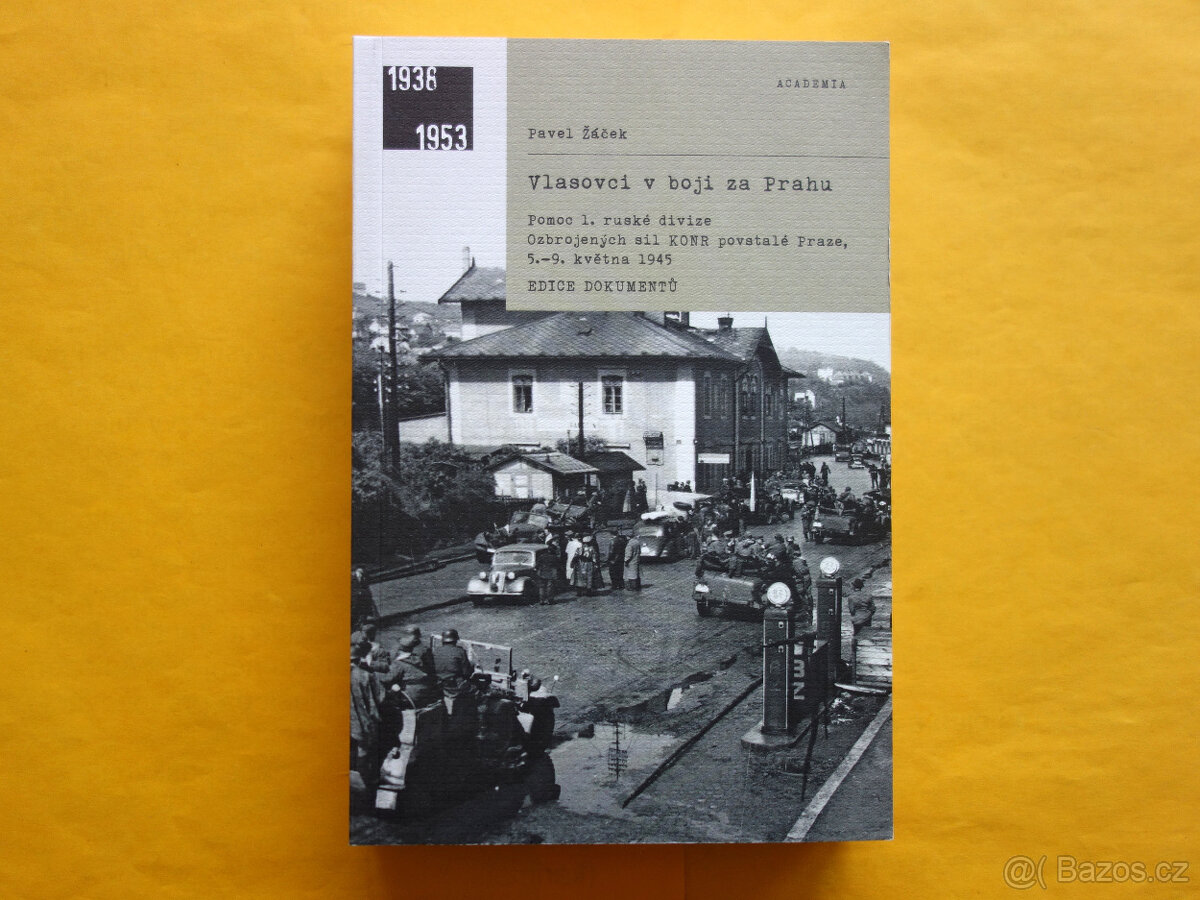 1938
1953
ACADEMIA
Pavel Žáček
Vlasovci v boji za Prahu
Pomoc 1. ruské divize
Ozbrojených sil KONR povstalé Praze,
5.–9. května 1945
EDICE DOKUMENTŮ
@( Bazos.cz